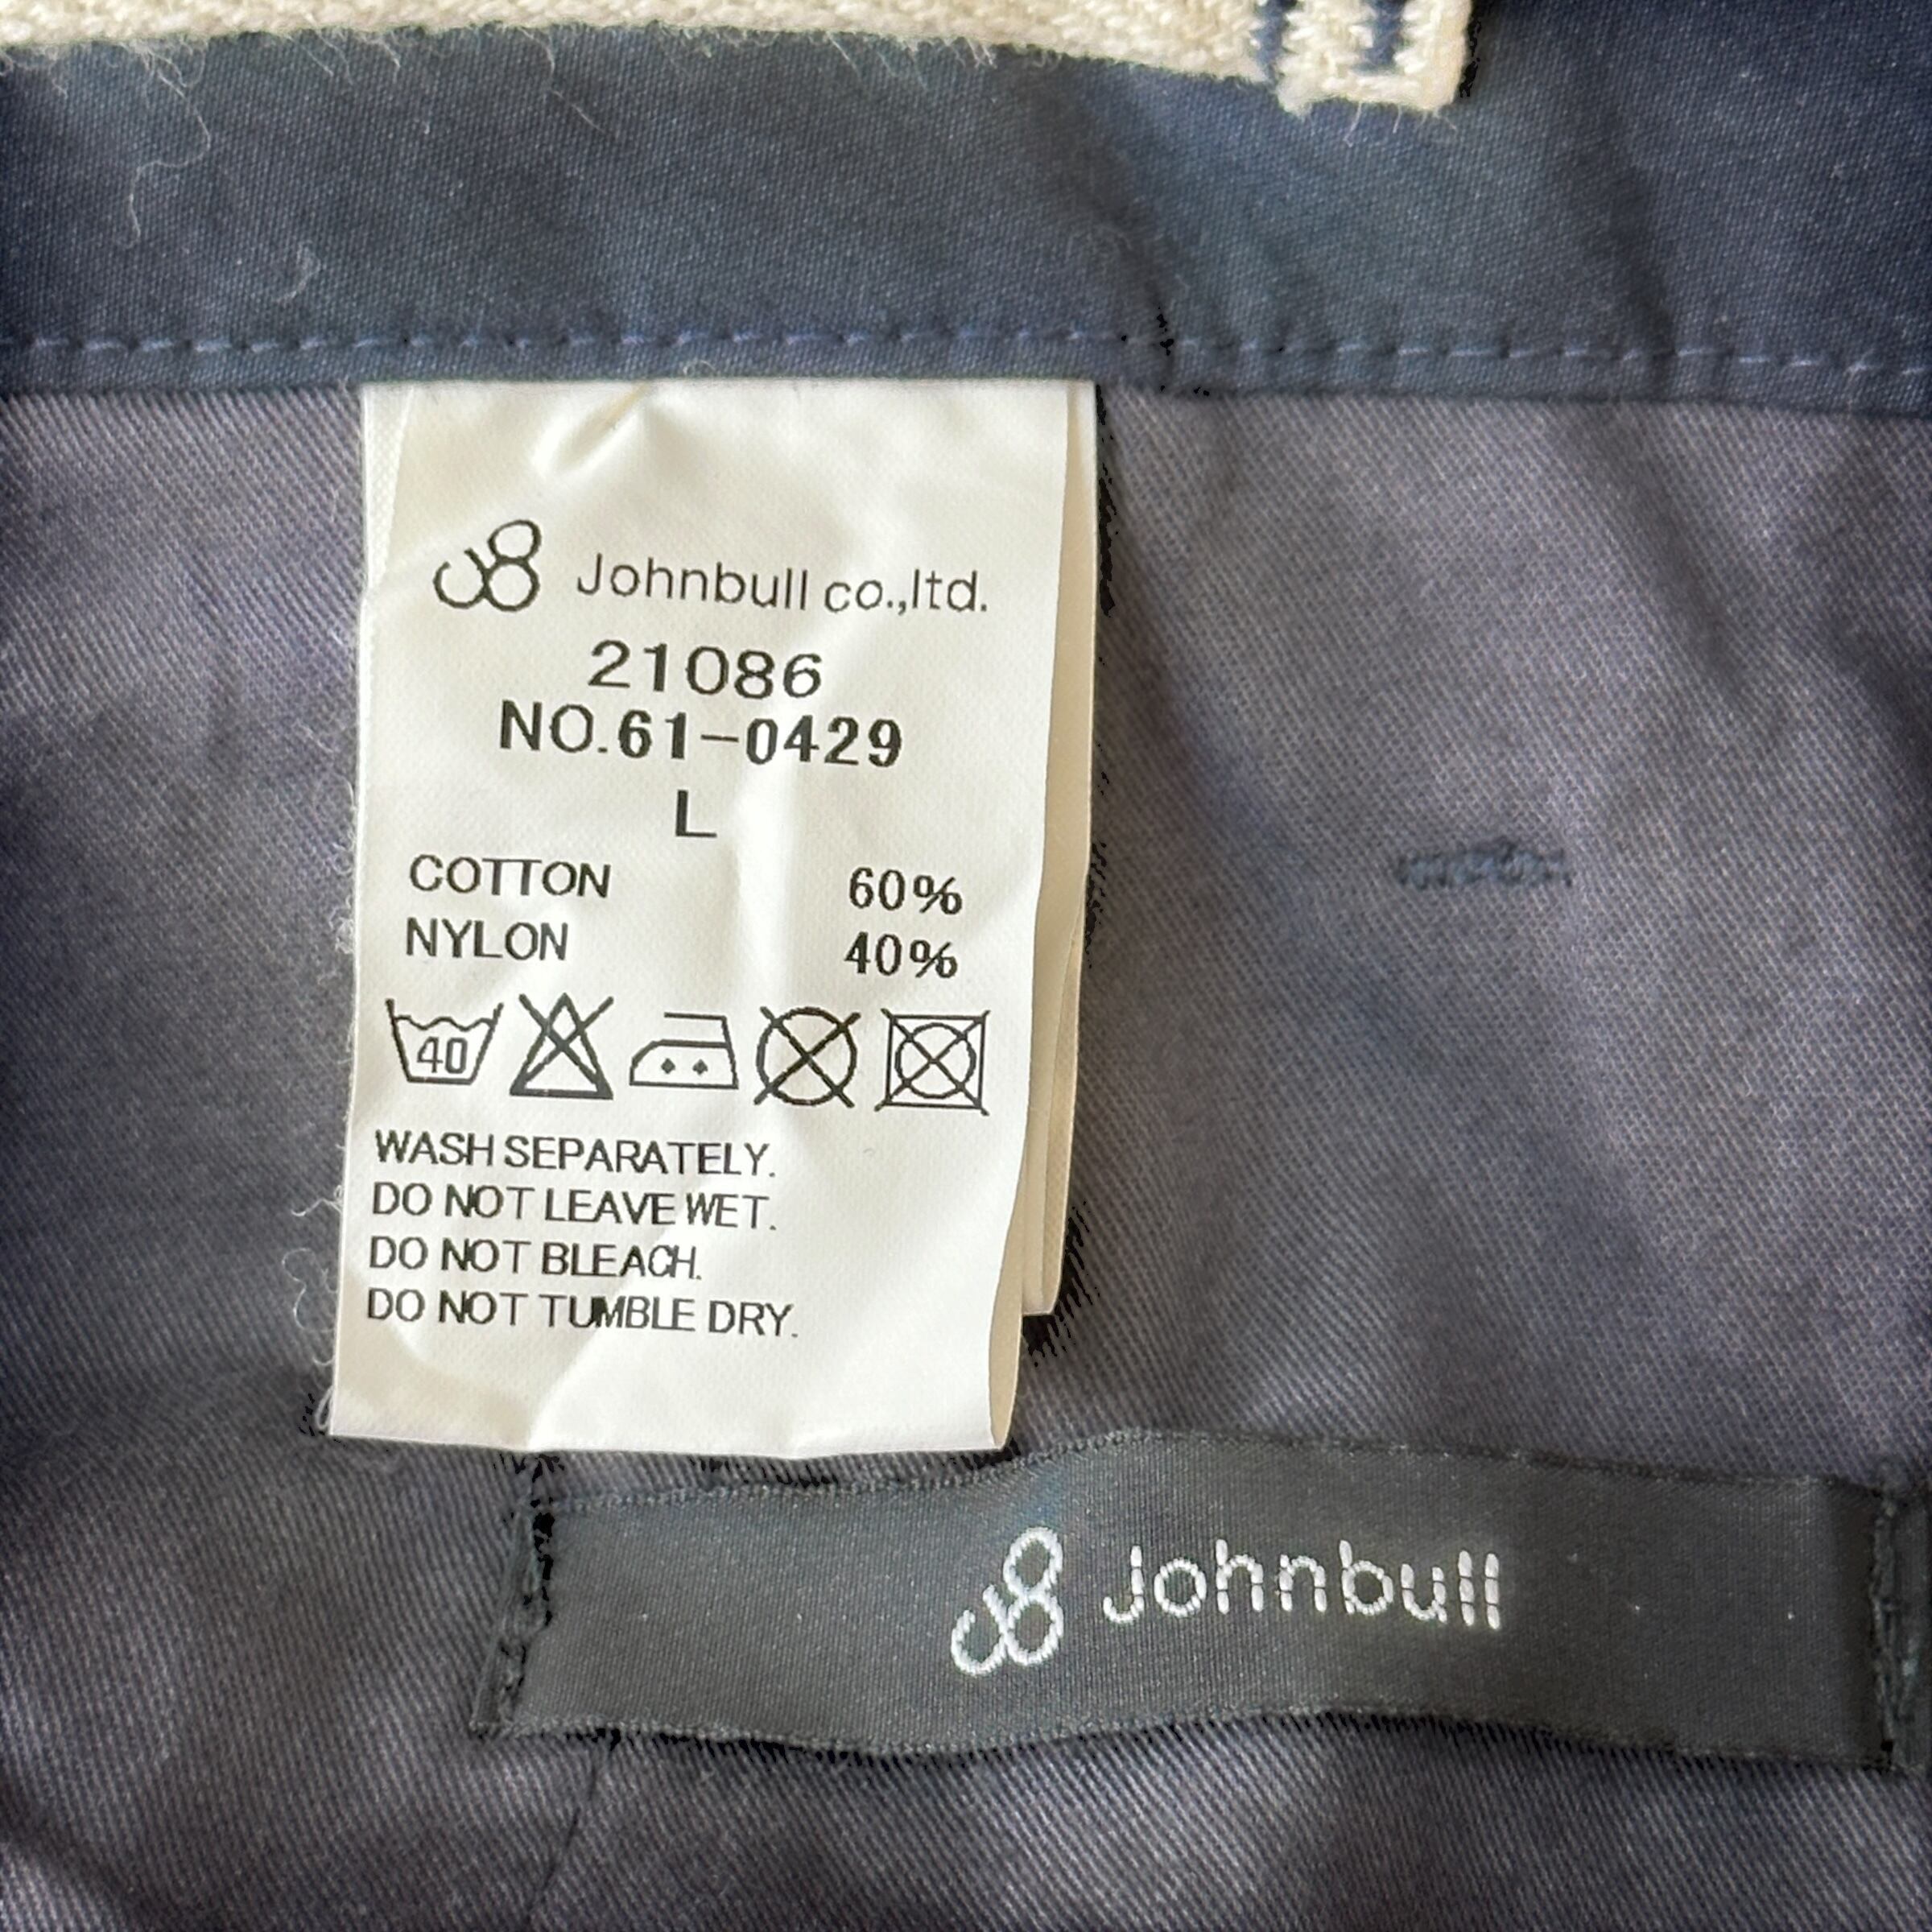 Johnbull co.,ltd.
21086
NO.61-0429
L
COTTON 60%
NYLON 40%
40
WASH SEPARATELY.
DO NOT LEAVE WET.
DO NOT BLEACH.
DO NOT TUMBLE DRY.
Johnbull